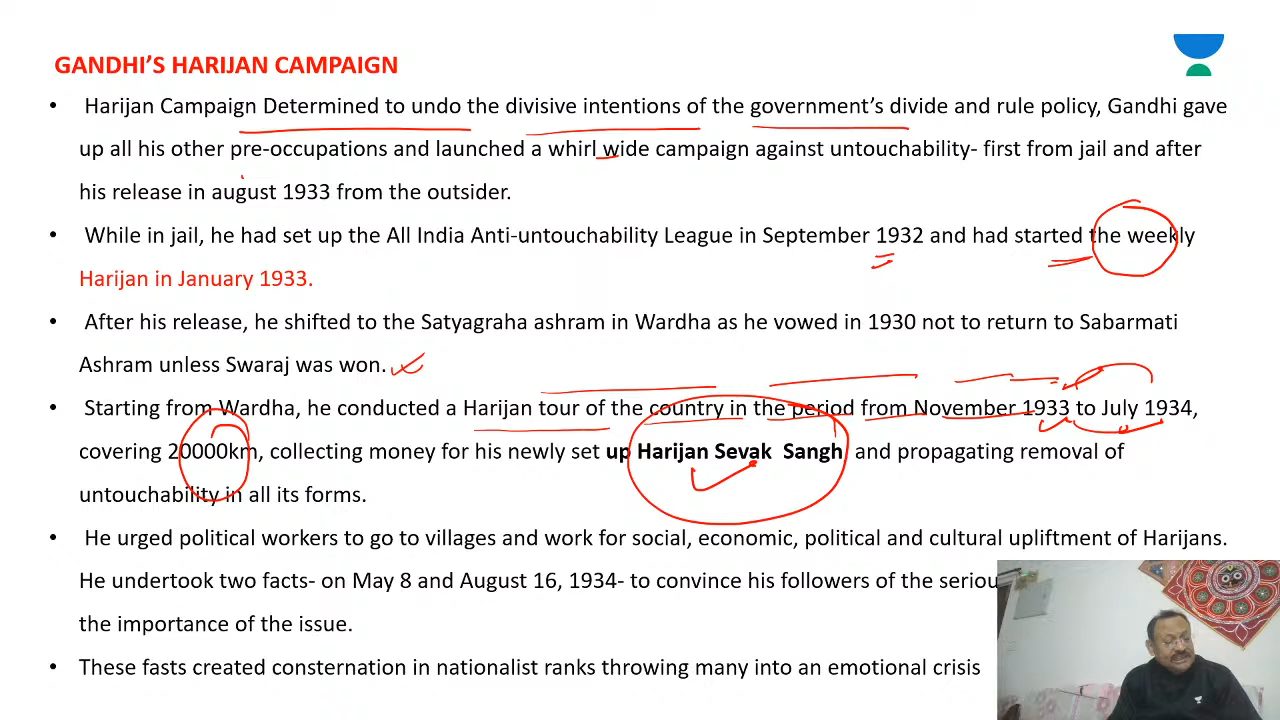 GANDHI'S HARIJAN CAMPAIGN
• Harijan Campaign Determined to undo the divisive intentions of the government's divide and rule policy, Gandhi gave
up all his other pre-occupations and launched a whirl wide campaign against untouchability- first from jail and after
his release in august 1933 from the outsider.
• While in jail, he had set up the All India Anti-untouchability League in September 1932 and had started the weekly
Harijan in January 1933.
• After his release, he shifted to the Satyagraha ashram in Wardha as he vowed in 1930 not to return to Sabarmati
Ashram unless Swaraj was won.
• Starting from Wardha, he conducted a Harijan tour of the country in the period from November 1933 to July 1934,
covering 20000km, collecting money for his newly set up Harijan Sevak Sangh and propagating removal of
untouchability in all its forms.
• He urged political workers to go to villages and work for social, economic, political and cultural upliftment of Harijans.
He undertook two facts- on May 8 and August 16, 1934- to convince his followers of the
the importance of the issue.
• These fasts created consternation in nationalist ranks throwing many into an emotional crisis